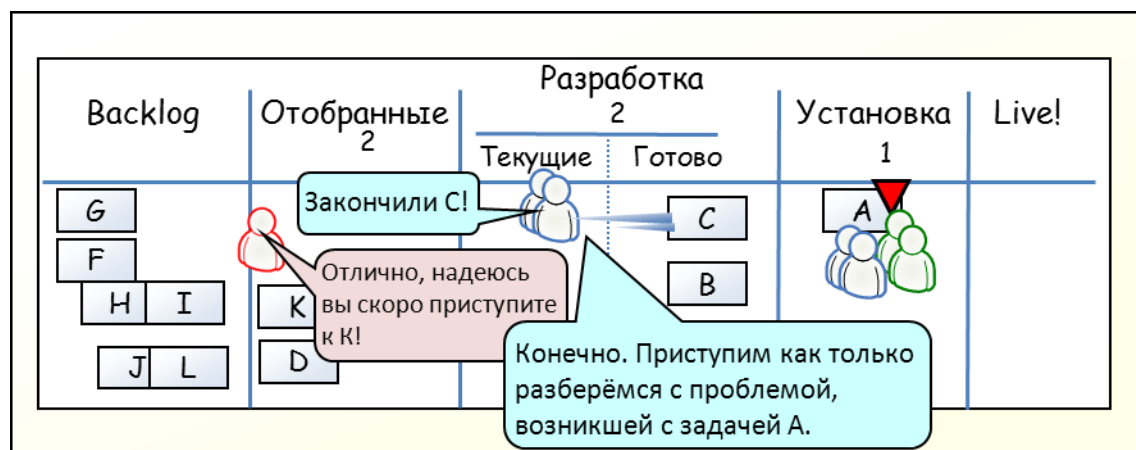 Backlog
Отобранные
2
Разработка
2
Текущие
Готово
Установка
1
Live!
G
F
H
I
J
L
K
D
Закончили С!
Отлично, надеюсь
вы скоро приступите
к К!
C
B
A
Конечно. Приступим как только
разберёмся с проблемой,
возникшей с задачей А.